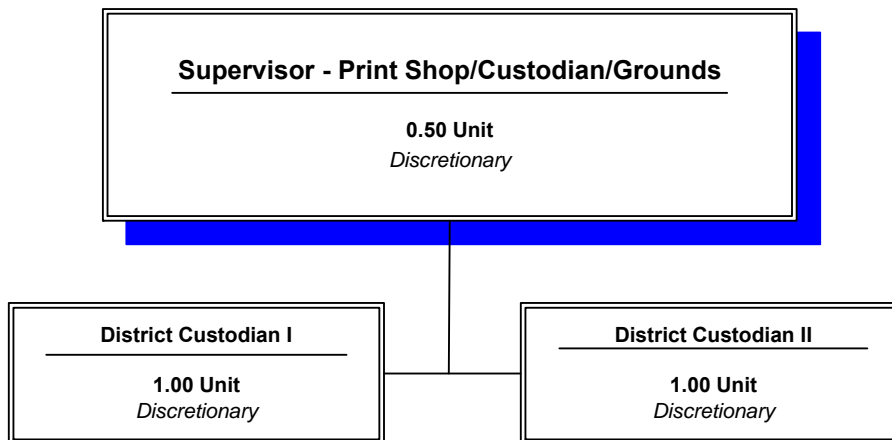 Supervisor - Print Shop/Custodian/Grounds
0.50 Unit
Discretionary
District Custodian I
1.00 Unit
Discretionary
District Custodian II
1.00 Unit
Discretionary